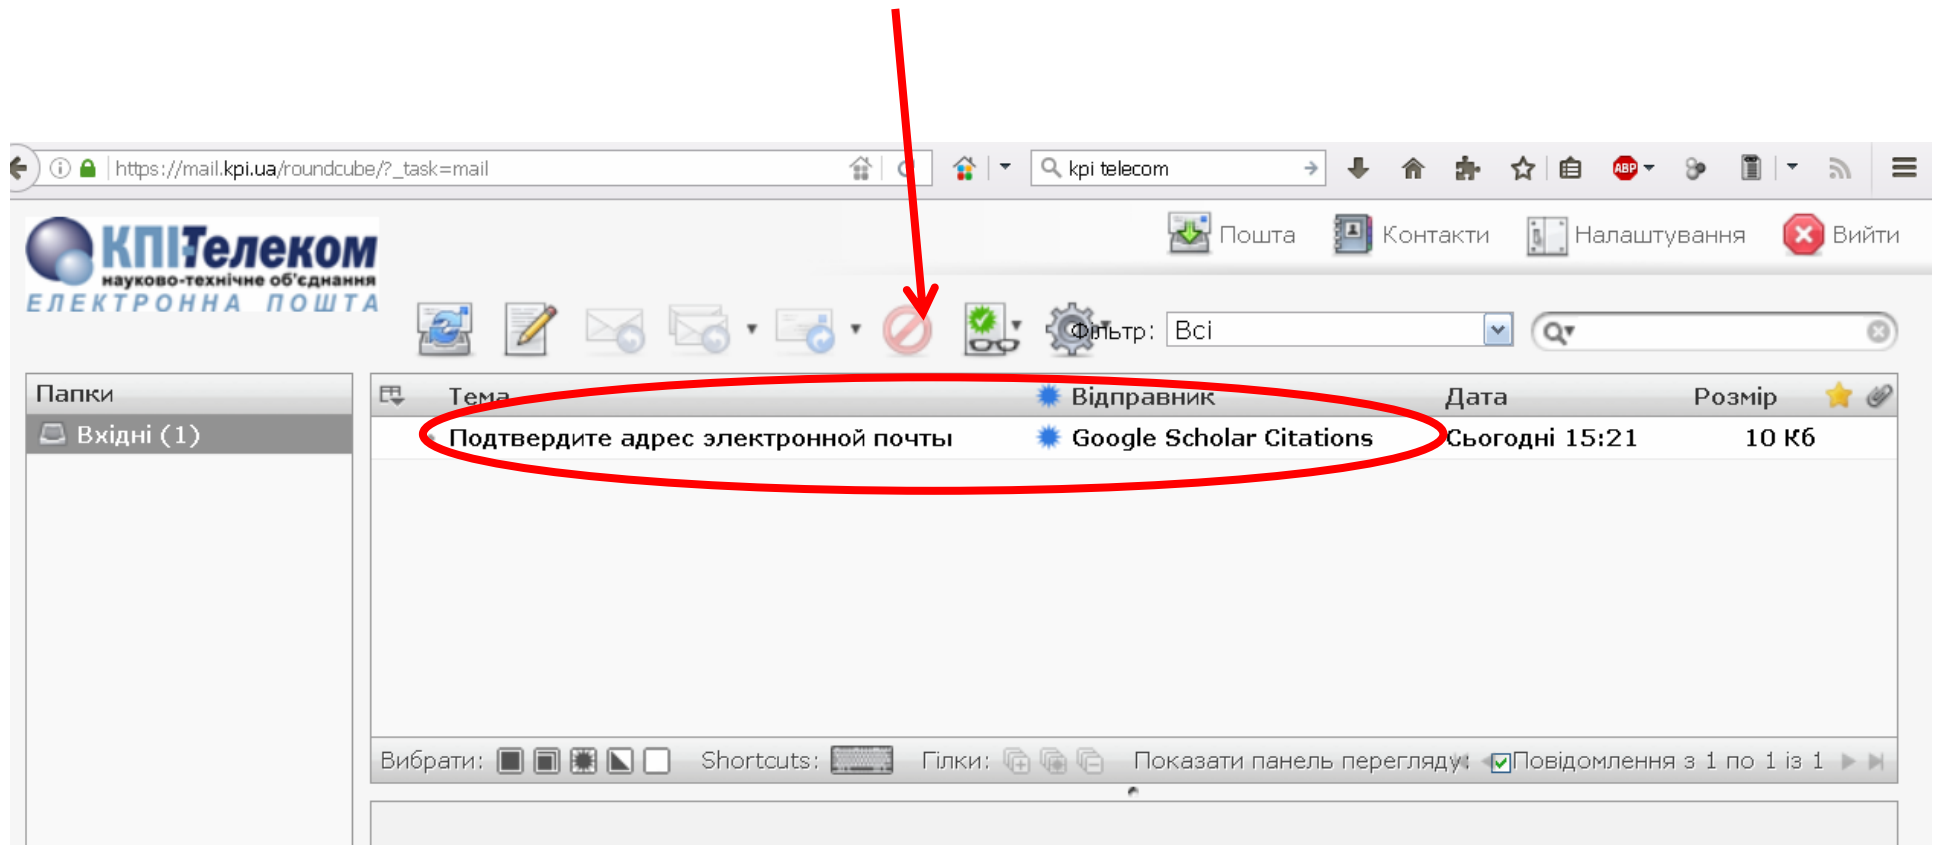 https://mail.kpi.ua/roundcube/?_task=mail
kpi telecom
ABP
КПІТелеком
науково-технічне об'єднання
ЕЛЕКТРОННА ПОШТА
Пошта Контакти Налаштування Вийти
Фільтр: Всі
Папки
Вхідні (1)
Тема Відправник Дата Розмір
Подтвердите адрес электронной почты Google Scholar Citations Сьогодні 15:21 10 Кб
Вибрати: Shortcuts: Гілки: Показати панель перегляду: Повідомлення з 1 по 1 із 1